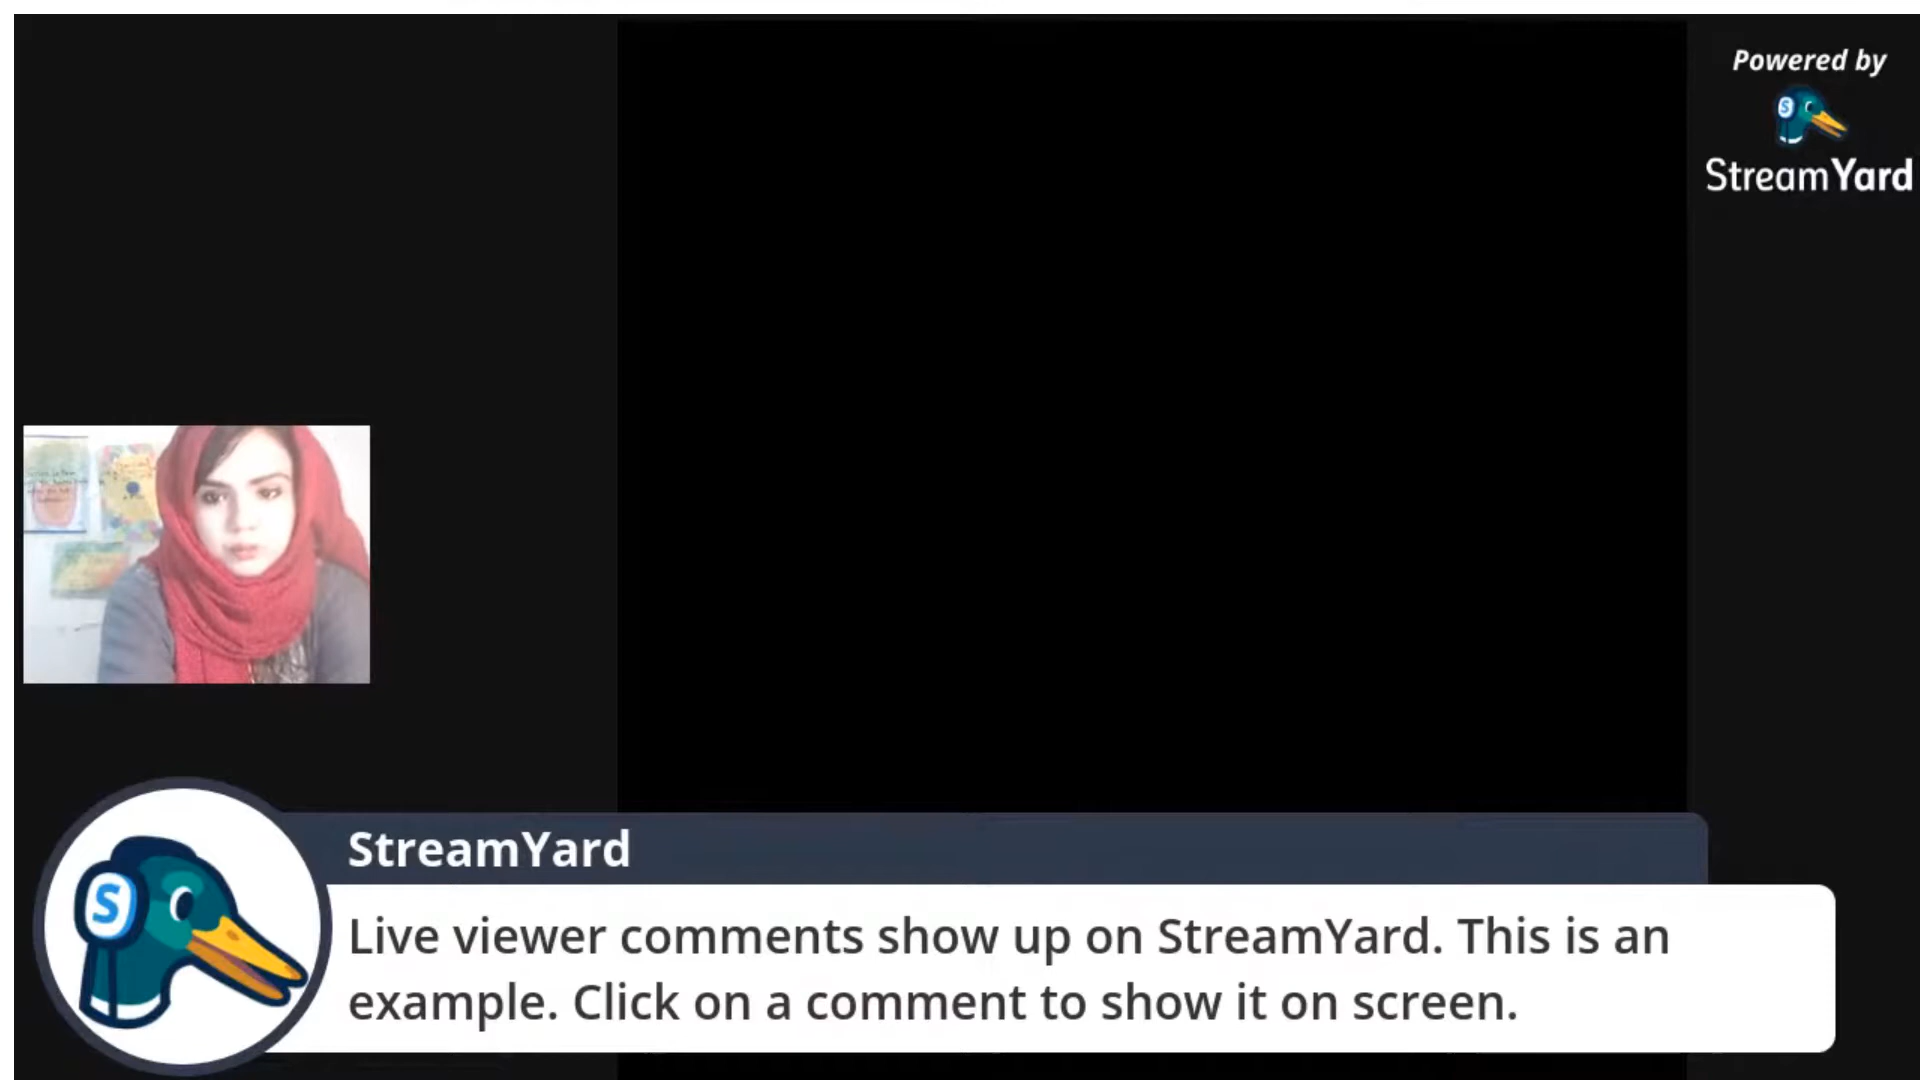 Powered by
S
StreamYard
StreamYard
S
Live viewer comments show up on StreamYard. This is an
example. Click on a comment to show it on screen.